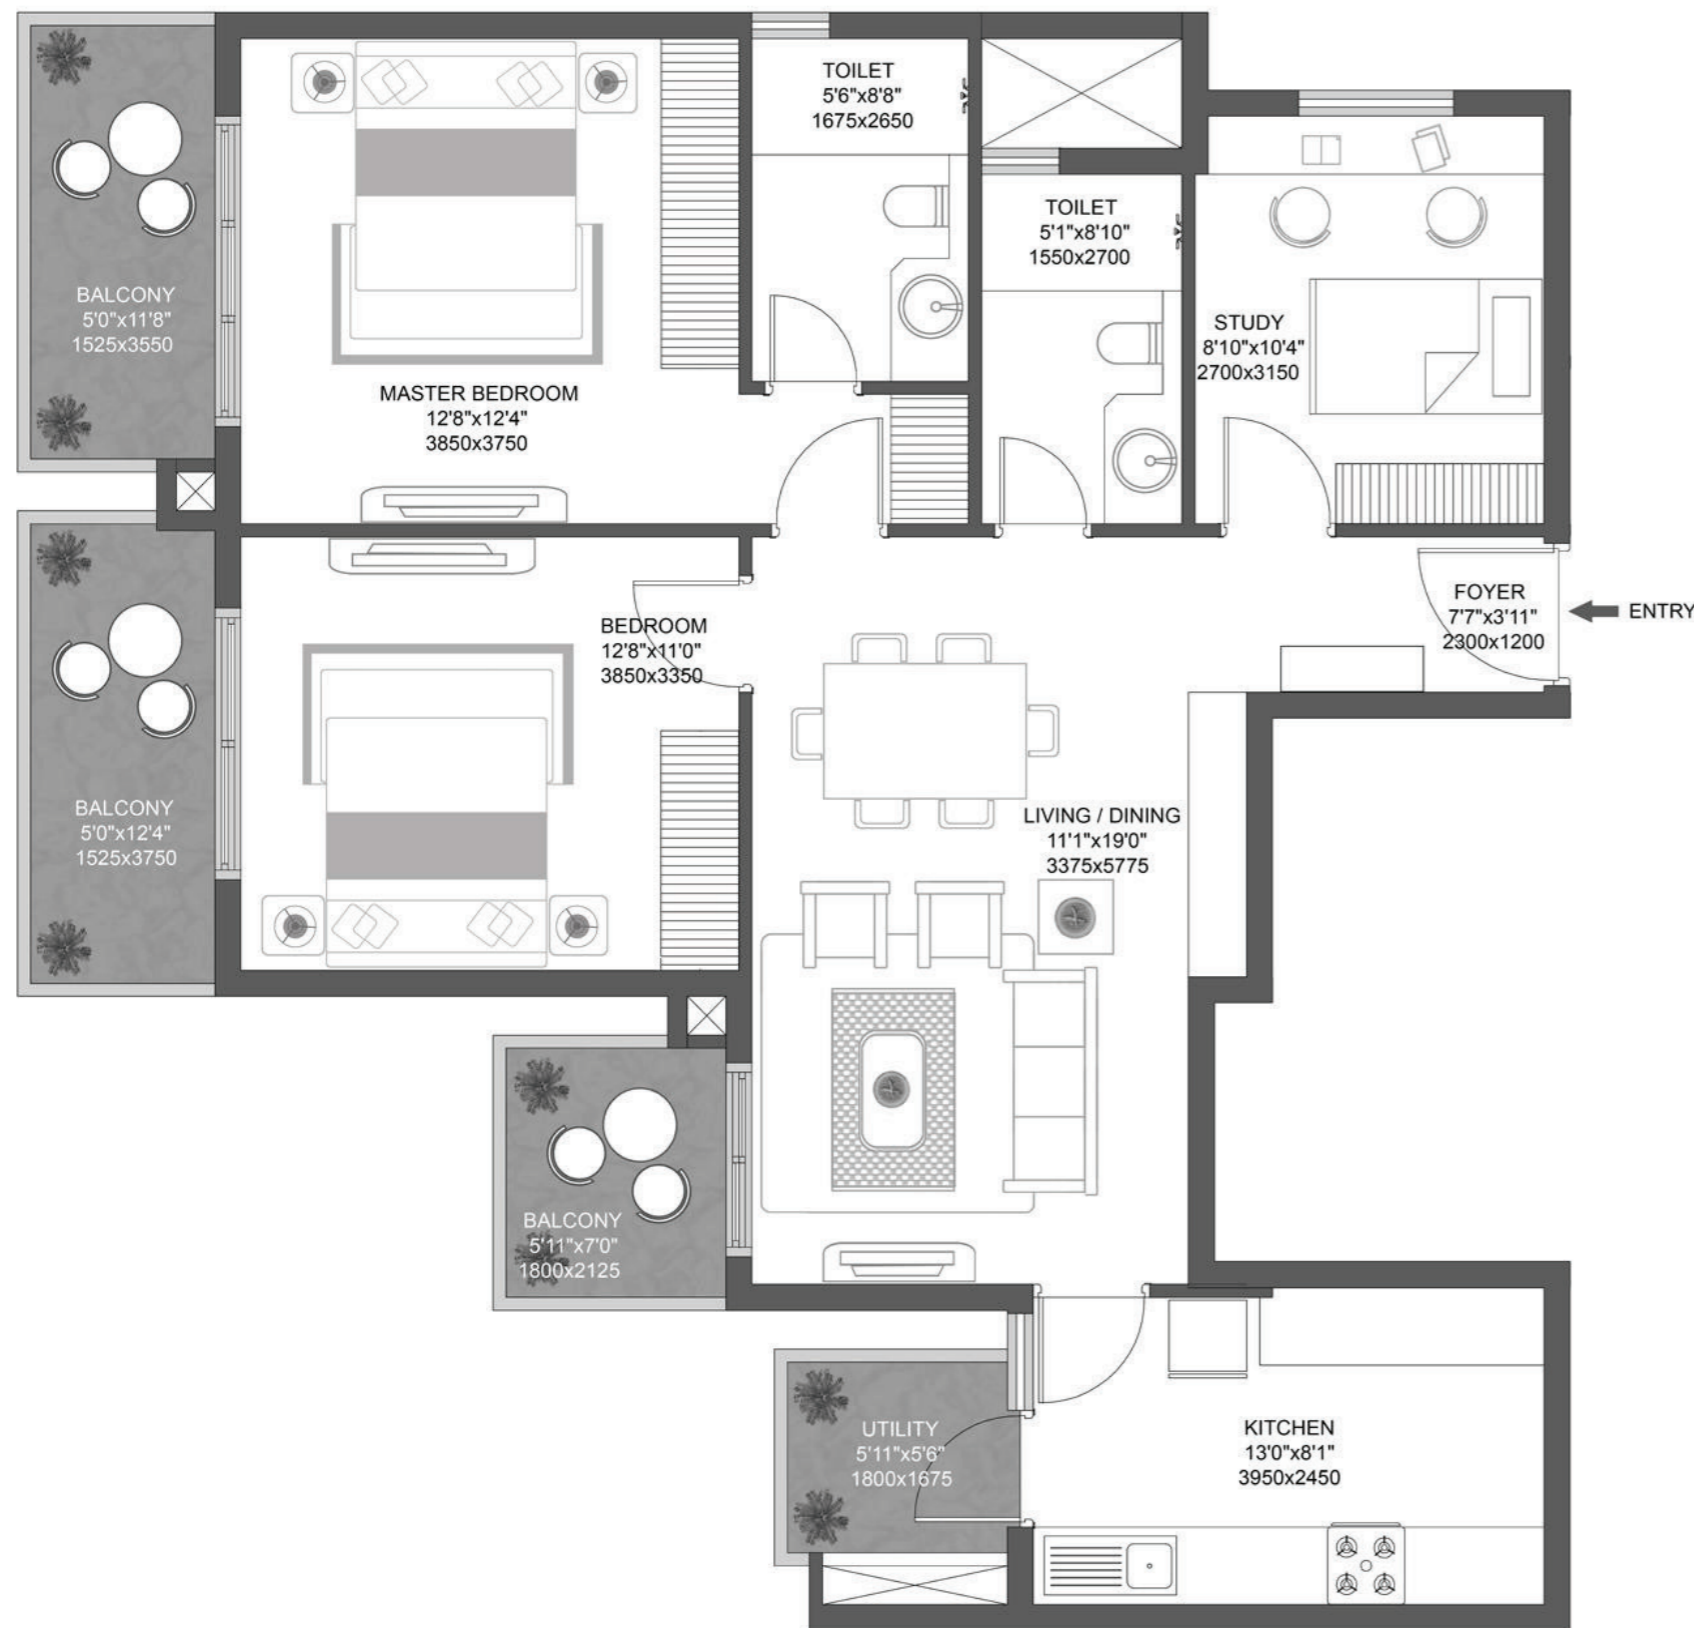 TOILET
5'6"x8'8"
1675x2650
TOILET
5'1"x8'10"
1550x2700
BALCONY
5'0"x11'8"
1525x3550
STUDY
8'10"x10'4"
2700x3150
MASTER BEDROOM
12'8"x12'4"
3850x3750
FOYER
7'7"x3'11"
2300x1200
ENTRY
BEDROOM
12'8"x11'0"
3850x3350
BALCONY
5'0"x12'4"
1525x3750
LIVING / DINING
11'1"x19'0"
3375x5775
BALCONY
5'11"x7'0"
1800x2125
UTILITY
5'11"x5'6"
1800x1675
KITCHEN
13'0"x8'1"
3950x2450